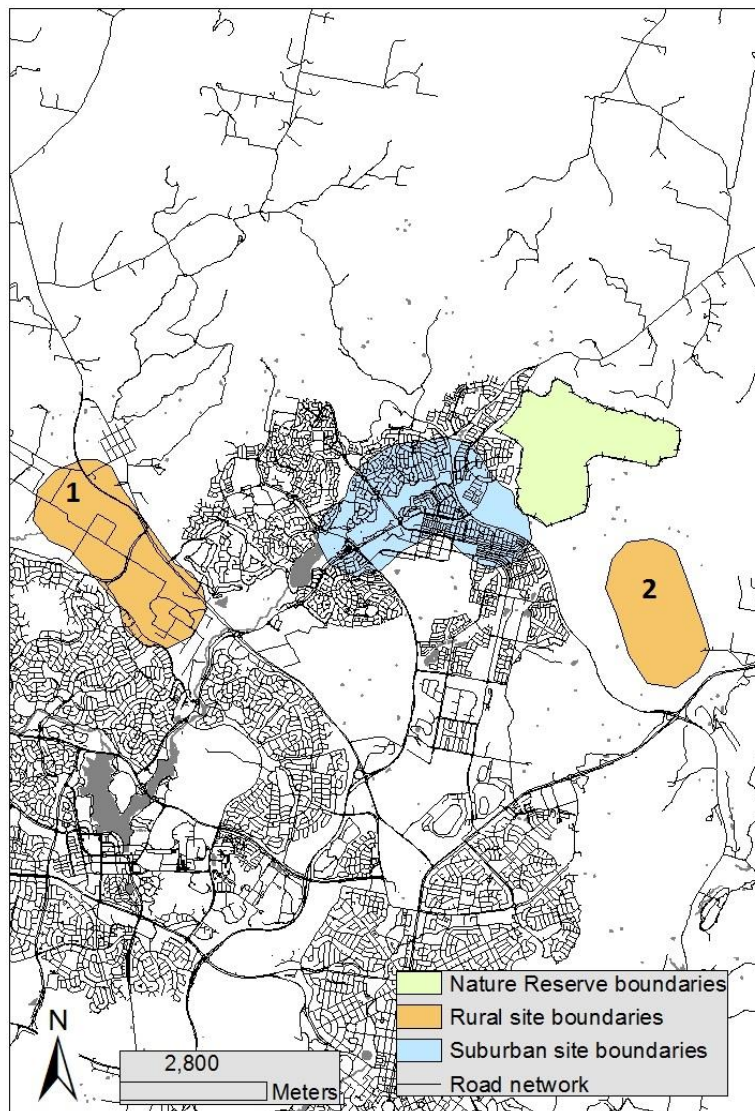 1
2
Nature Reserve boundaries
Rural site boundaries
Suburban site boundaries
Road network
N
2,800
Meters